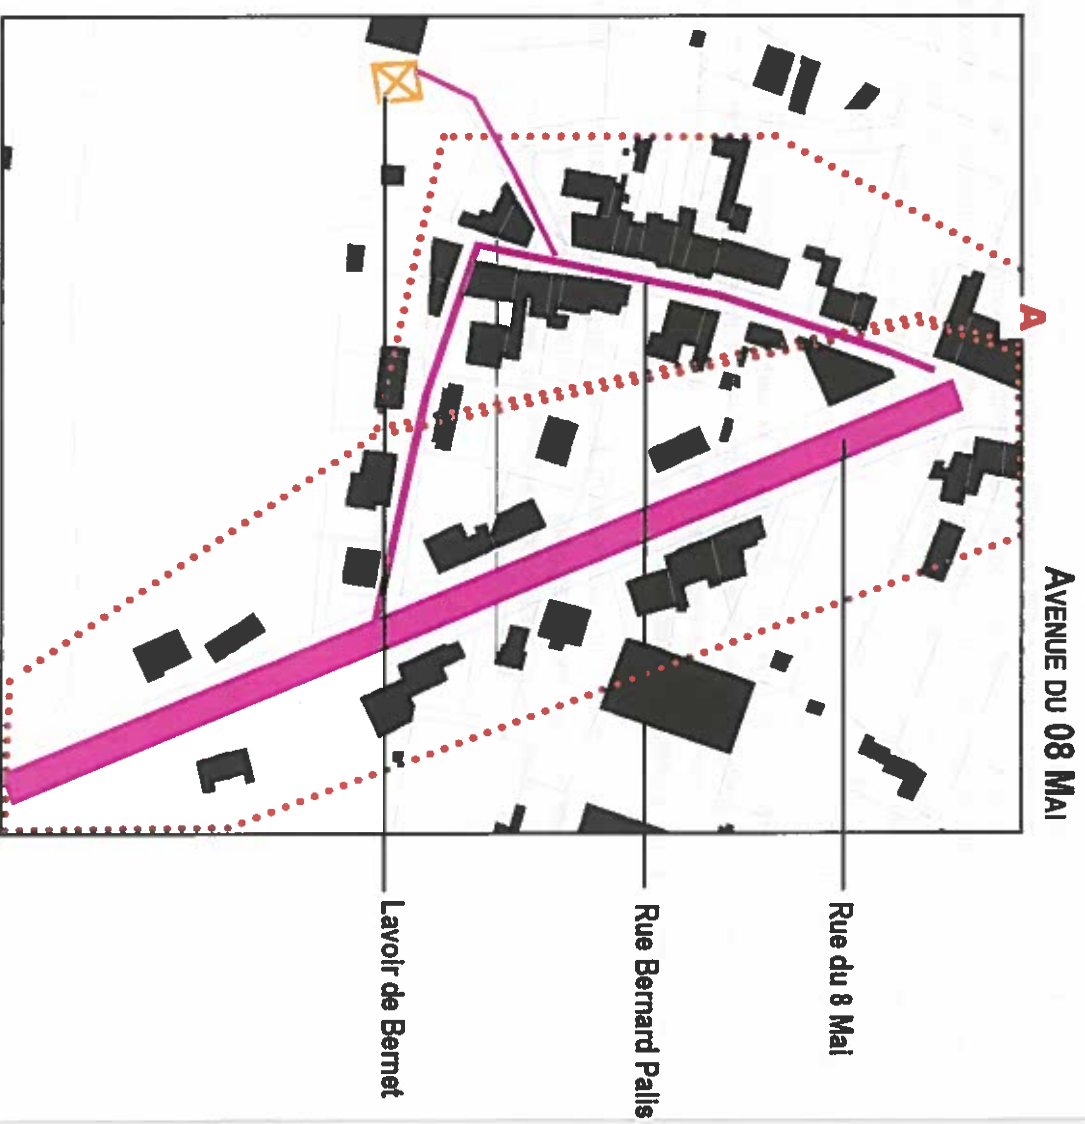 A
AVENUE DU 08 MAI
Rue du 8 Mai
Rue Bernard Palis
Lavoir de Bernet